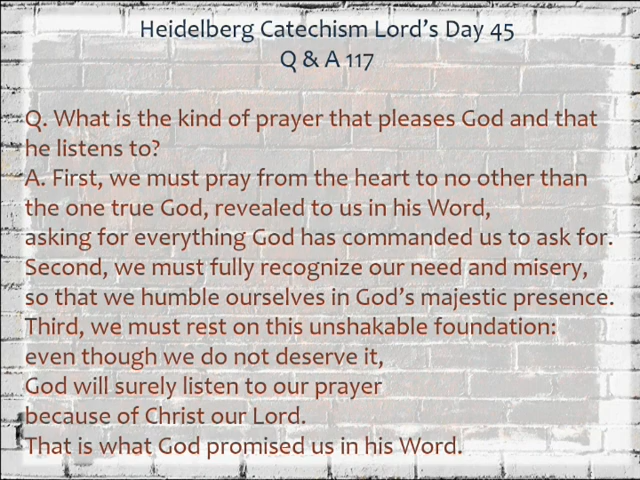 Heidelberg Catechism Lord’s Day 45
Q & A 117
Q. What is the kind of prayer that pleases God and that
he listens to?
A. First, we must pray from the heart to no other than
the one true God, revealed to us in his Word,
asking for everything God has commanded us to ask for.
Second, we must fully recognize our need and misery,
so that we humble ourselves in God’s majestic presence.
Third, we must rest on this unshakable foundation:
even though we do not deserve it,
God will surely listen to our prayer
because of Christ our Lord.
That is what God promised us in his Word.